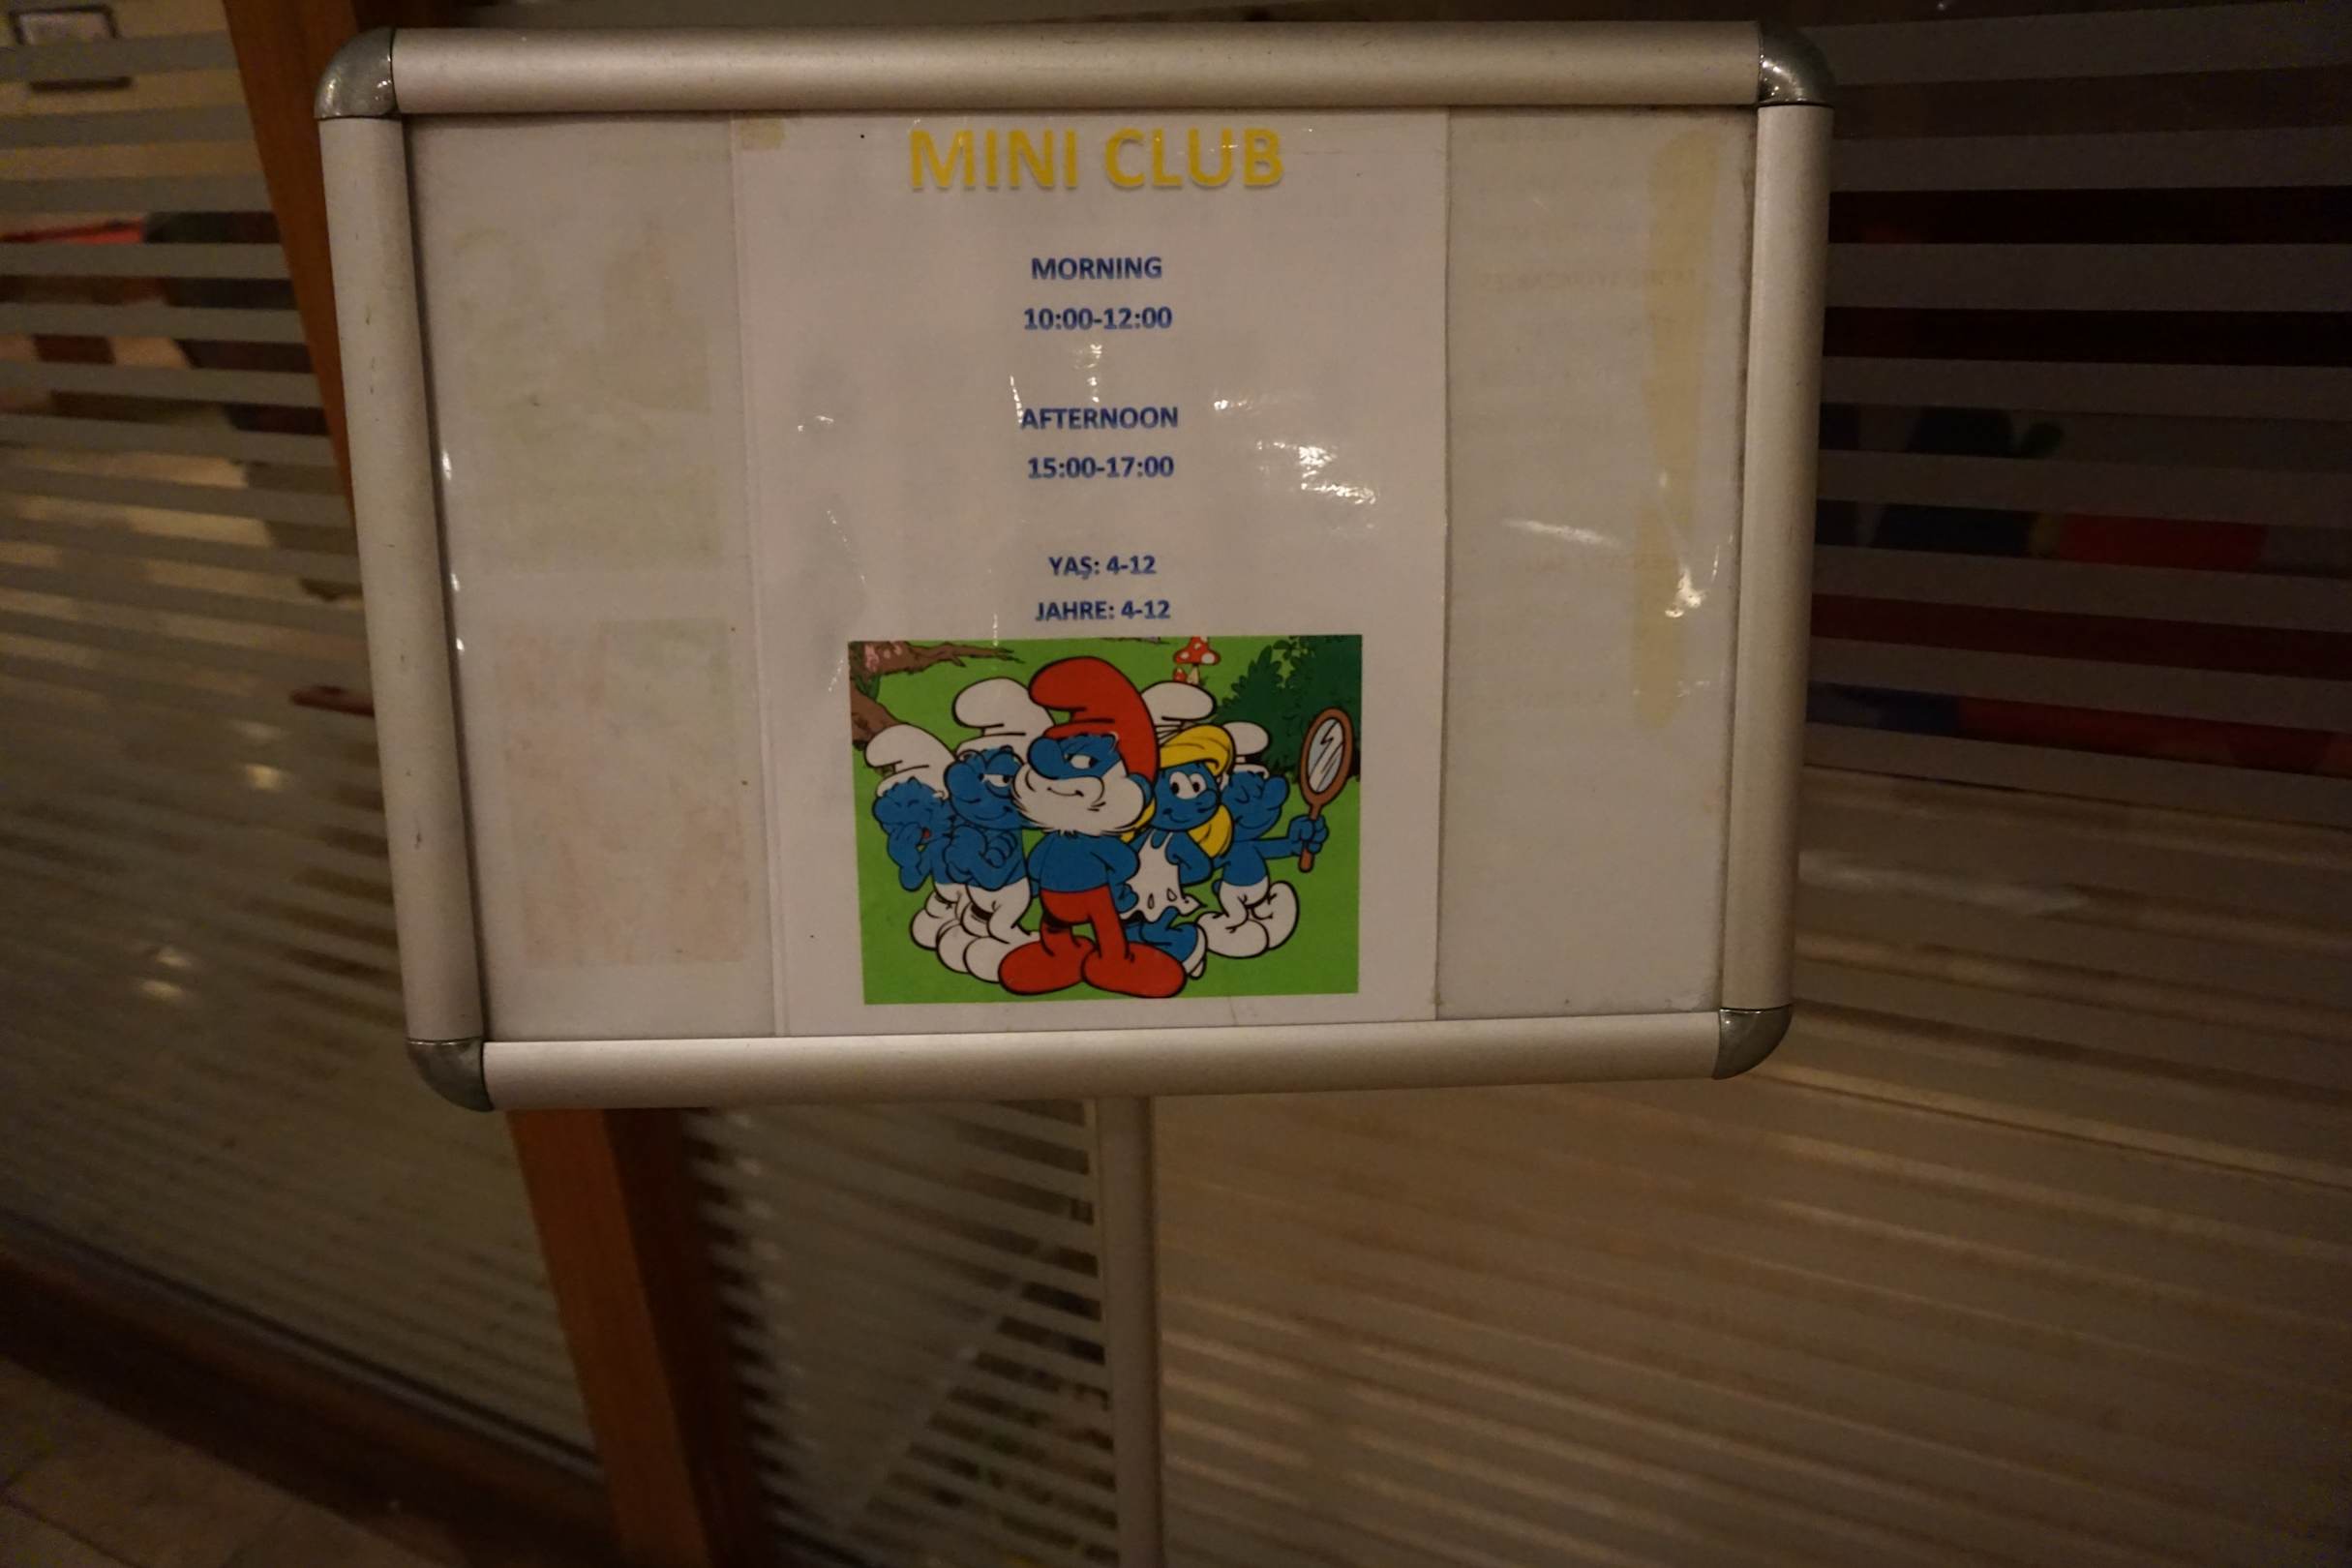 MINI CLUB
MORNING
10:00-12:00
AFTERNOON
15:00-17:00
YAŞ: 4-12
JAHRE: 4-12